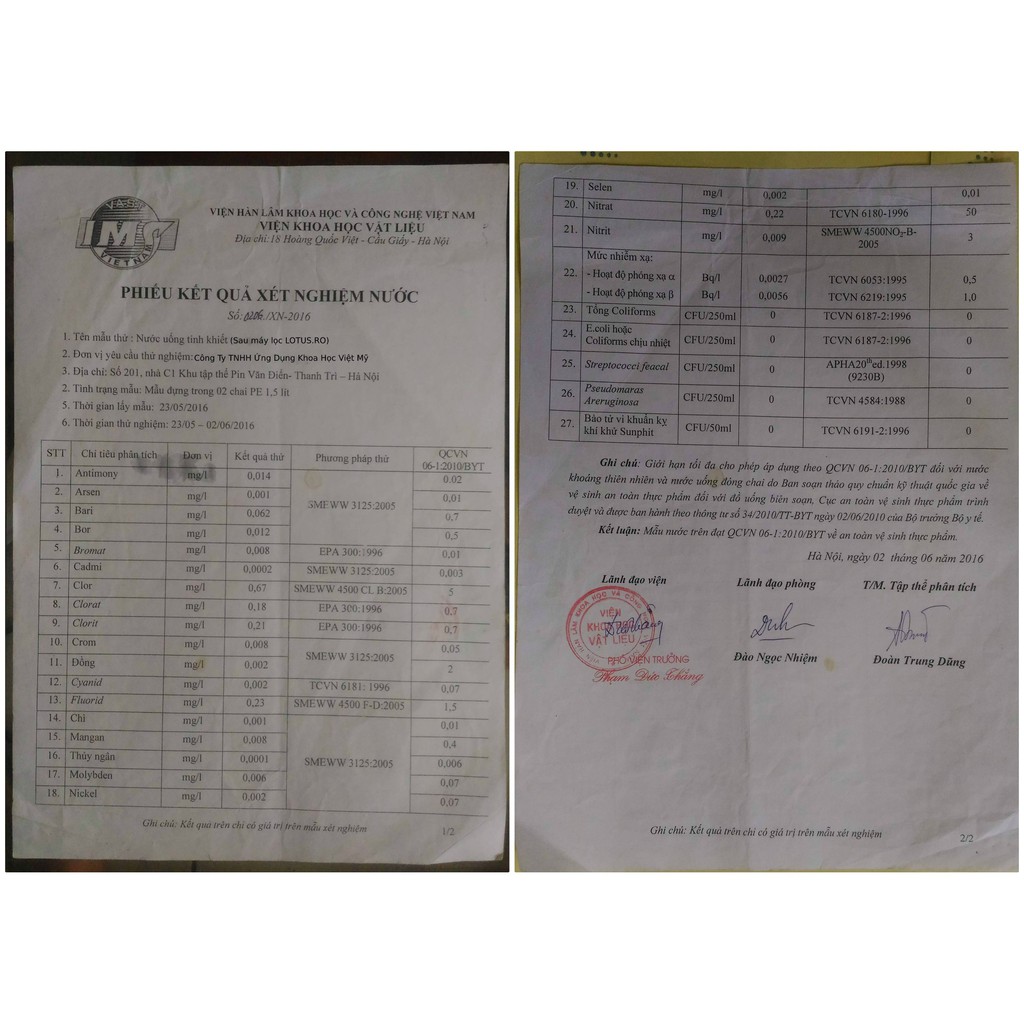 VIỆN HÀN LÂM KHOA HỌC VÀ CÔNG NGHỆ VIỆT NAM
VIỆN KHOA HỌC VẬT LIỆU
Địa chỉ:18 Hoàng Quốc Việt - Cầu Giấy - Hà Nội
IMS
VIETNAM
PHIẾU KẾT QUẢ XÉT NGHIỆM NƯỚC
Số: /XN-2016
1. Tên mẫu thử : Nước uống tinh khiết (Sau máy lọc LOTUS.RO)
2. Đơn vị yêu cầu thử nghiệm:Công Ty TNHH Ứng Dụng Khoa Học Việt Mỹ
3. Địa chỉ: Số 201, nhà C1 Khu tập thể Pin Văn Điển- Thanh Trì – Hà Nội
2. Tình trạng mẫu: Mẫu đựng trong 02 chai PE 1,5 lít
5. Thời gian lấy mẫu: 23/05/2016
6. Thời gian thử nghiệm: 23/05 – 02/06/2016
STT Chỉ tiêu phân tích Đơn vị Kết quả thử Phương pháp thử QCVN 06-1:2010/BYT
1. Antimony mg/l 0,014 SMEWW 3125:2005 0.02
2. Arsen mg/l 0,001 0,01
3. Bari mg/l 0,062 0,7
4. Bor mg/l 0,012 0,5
5. Bromat mg/l 0,008 EPA 300:1996 0,01
6. Cadmi mg/l 0,0002 SMEWW 3125:2005 0,003
7. Clor mg/l 0,67 SMEWW 4500 CL B:2005 5
8. Clorat mg/l 0,18 EPA 300:1996 0,7
9. Clorit mg/l 0,21 EPA 300:1996 0,7
10. Crom mg/l 0,008 SMEWW 3125:2005 0,05
11. Đồng mg/l 0,002 2
12. Cyanid mg/l 0,002 TCVN 6181: 1996 0,07
13. Fluorid mg/l 0,23 SMEWW 4500 F-D:2005 1,5
14. Chì mg/l 0,001 SMEWW 3125:2005 0,01
15. Mangan mg/l 0,008 0,4
16. Thủy ngân mg/l 0,0001 0,006
17. Molybden mg/l 0,006 0,07
18. Nickel mg/l 0,002 0,07
Ghi chú: Kết quả trên chỉ có giá trị trên mẫu xét nghiệm
1/2
19. Selen mg/l 0,002 0,01
20. Nitrat mg/l 0,22 TCVN 6180-1996 50
21. Nitrit mg/l 0,009 SMEWW 4500NO₂-B-2005 3
22. Mức nhiễm xạ:
- Hoạt độ phóng xạ α Bq/l 0,0027 TCVN 6053:1995 0,5
- Hoạt độ phóng xạ β Bq/l 0,0056 TCVN 6219:1995 1,0
23. Tổng Coliforms CFU/250ml 0 TCVN 6187-2:1996 0
24. E.coli hoặc Coliforms chịu nhiệt CFU/250ml 0 TCVN 6187-2:1996 0
25. Streptococci feacal CFU/250ml 0 APHA20thed.1998 (9230B) 0
26. Pseudomaras Areruginosa CFU/250ml 0 TCVN 4584:1988 0
27. Bào tử vi khuẩn kỵ khí khử Sunphit CFU/50ml 0 TCVN 6191-2:1996 0
Ghi chú: Giới hạn tối đa cho phép áp dụng theo QCVN 06-1:2010/BYT đối với nước
khoáng thiên nhiên và nước uống đóng chai do Ban soạn thảo quy chuẩn kỹ thuật quốc gia về
vệ sinh an toàn thực phẩm đối với đồ uống biên soạn, Cục an toàn vệ sinh thực phẩm trình
duyệt và được ban hành theo thông tư số 34/2010/TT-BYT ngày 02/06/2010 của Bộ trưởng Bộ y tế.
Kết luận: Mẫu nước trên đạt QCVN 06-1:2010/BYT về an toàn vệ sinh thực phẩm.
Hà Nội, ngày 02 tháng 06 năm 2016
Lãnh đạo viện Lãnh đạo phòng T/M. Tập thể phân tích
VIỆN
KHOA HỌC
VẬT LIỆU
PHÓ VIỆN TRƯỞNG
Phạm Đức Thắng
Đào Ngọc Nhiệm
Đoàn Trung Dũng
Ghi chú: Kết quả trên chỉ có giá trị trên mẫu xét nghiệm
2/2